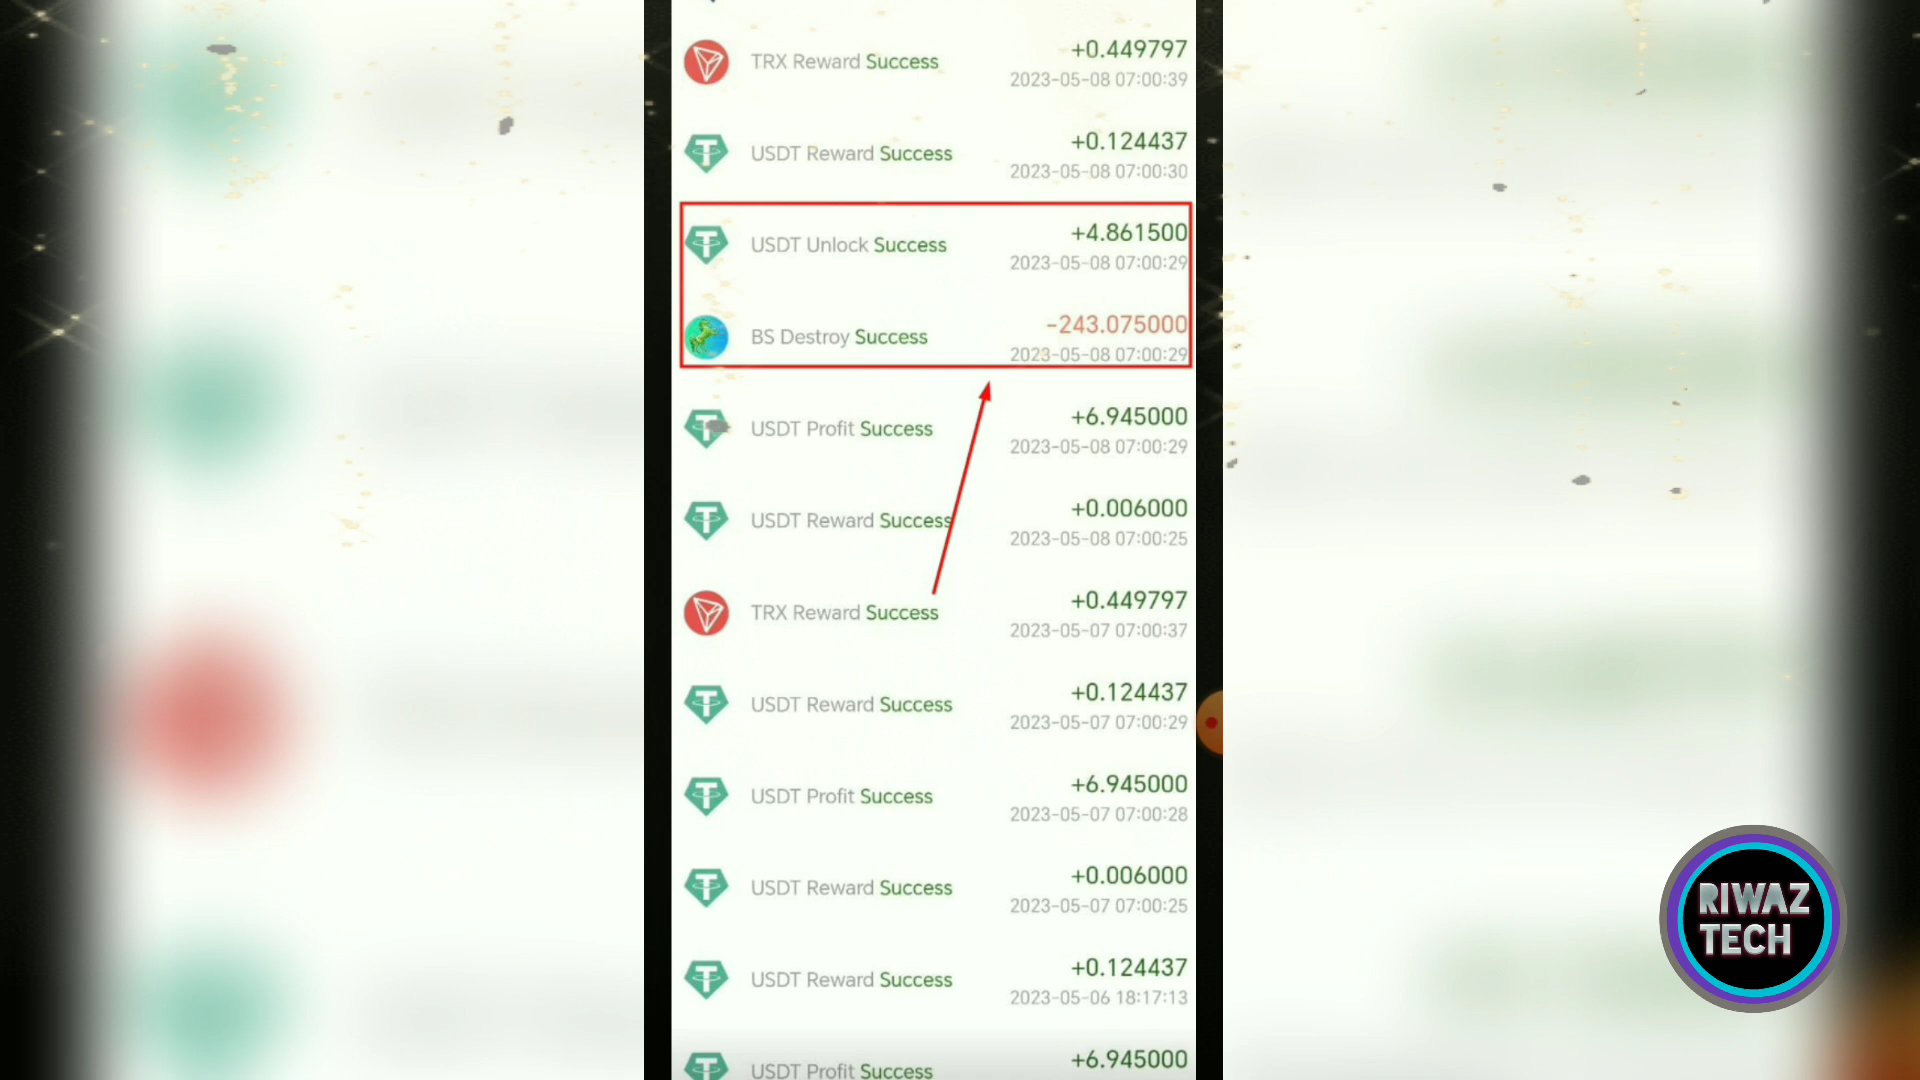 TRX Reward Success +0.449797
2023-05-08 07:00:39
USDT Reward Success +0.124437
2023-05-08 07:00:30
USDT Unlock Success +4.861500
2023-05-08 07:00:29
BS Destroy Success -243.075000
2023-05-08 07:00:29
USDT Profit Success +6.945000
2023-05-08 07:00:29
USDT Reward Success +0.006000
2023-05-08 07:00:25
TRX Reward Success +0.449797
2023-05-07 07:00:37
USDT Reward Success +0.124437
2023-05-07 07:00:29
USDT Profit Success +6.945000
2023-05-07 07:00:28
USDT Reward Success +0.006000
2023-05-07 07:00:25
USDT Reward Success +0.124437
2023-05-06 18:17:13
USDT Profit Success +6.945000
RIWAZ
TECH